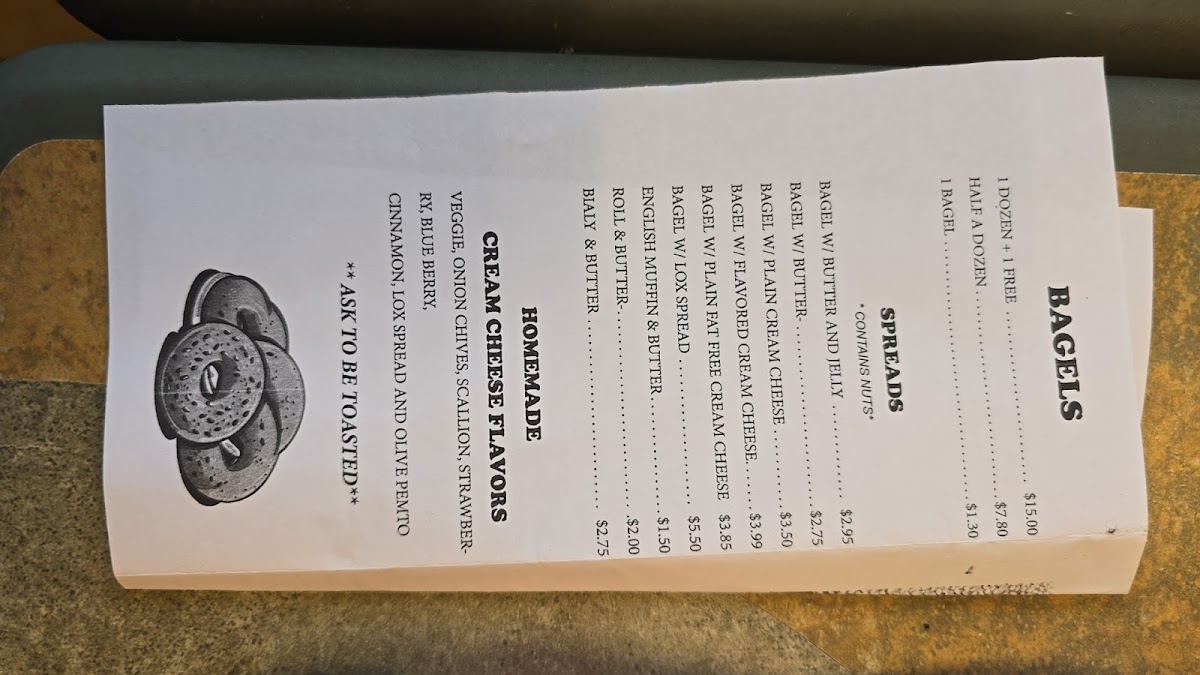 BAGELS
1 DOZEN + 1 FREE ..................... $15.00
HALF A DOZEN ......................... $7.80
1 BAGEL .............................. $1.30
SPREADS
* CONTAINS NUTS*
BAGEL W/ BUTTER AND JELLY ........... $2.95
BAGEL W/ BUTTER- ..................... $2.75
BAGEL W/ PLAIN CREAM CHEESE ......... $3.50
BAGEL W/ FLAVORED CREAM CHEESE...... $3.99
BAGEL W/ PLAIN FAT FREE CREAM CHEESE $3.85
BAGEL W/ LOX SPREAD .................. $5.50
ENGLISH MUFFIN & BUTTER .............. $1.50
ROLL & BUTTER- ........................ $2.00
BIALY & BUTTER ....................... $2.75
HOMEMADE
CREAM CHEESE FLAVORS
VEGGIE, ONION CHIVES, SCALLION, STRAWBER-
RY, BLUE BERRY,
CINNAMON, LOX SPREAD AND OLIVE PEMTO
** ASK TO BE TOASTED**